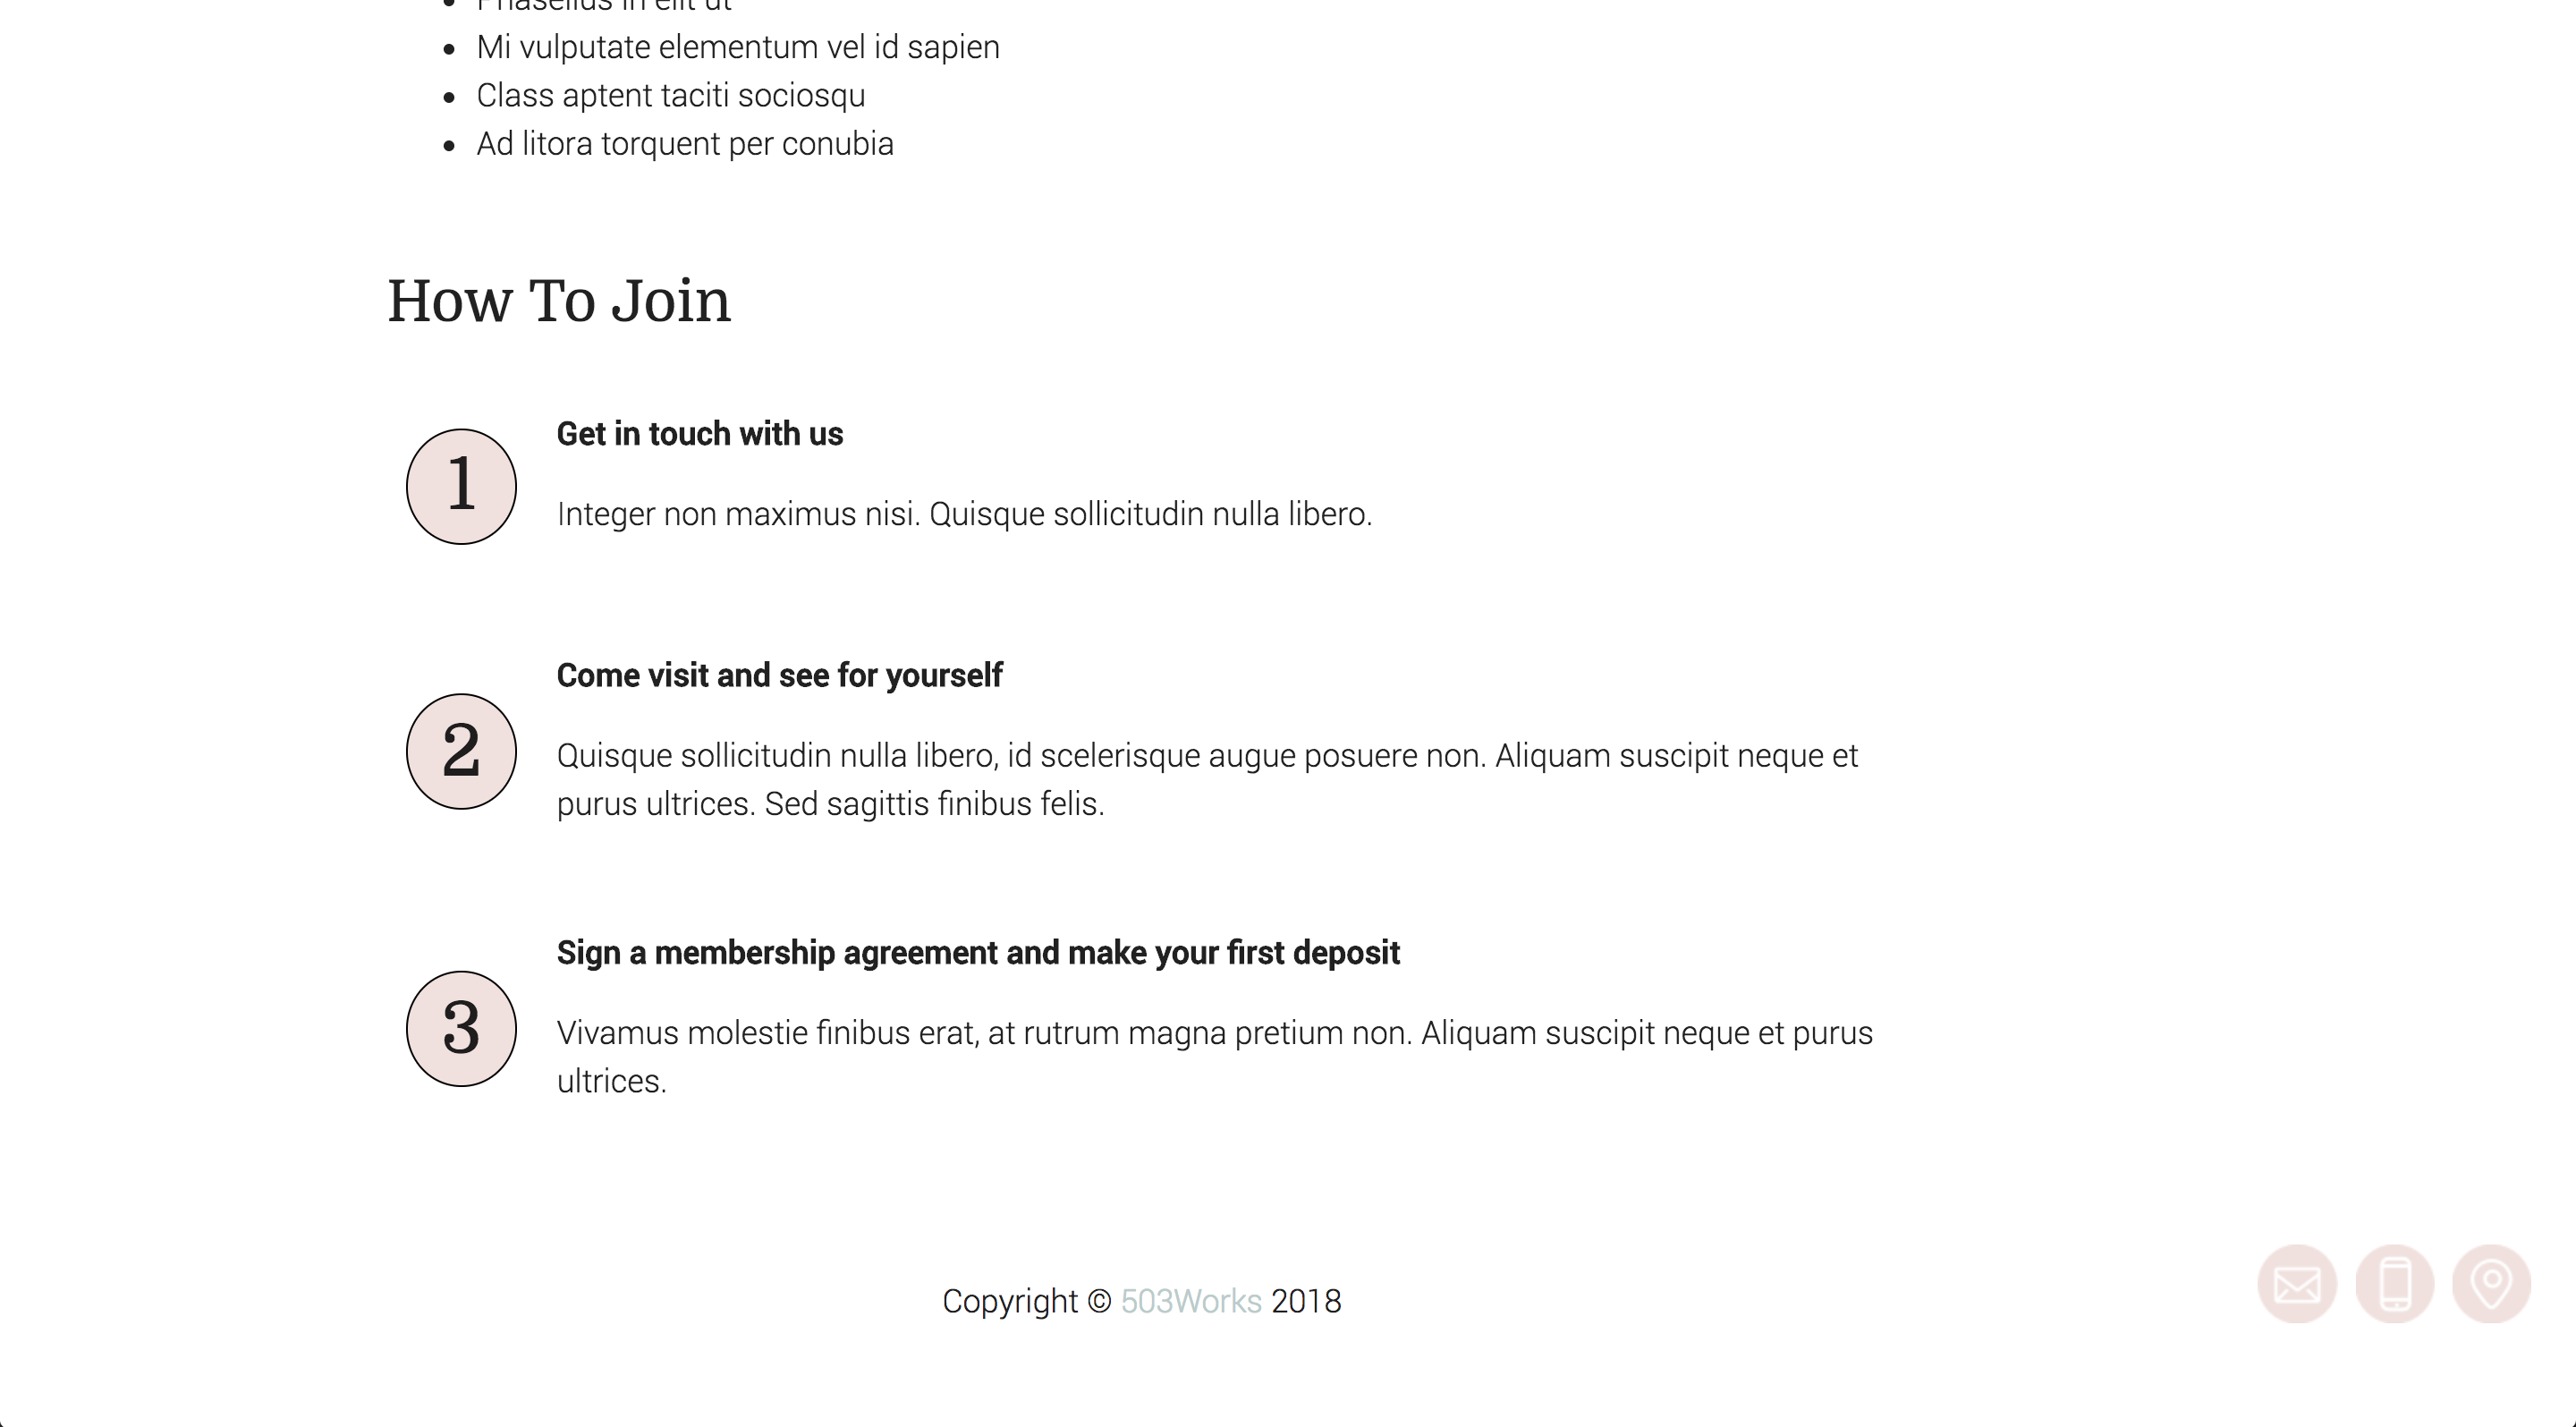 Phasellus in elit ut
Mi vulputate elementum vel id sapien
Class aptent taciti sociosqu
Ad litora torquent per conubia
How To Join
1
Get in touch with us
Integer non maximus nisi. Quisque sollicitudin nulla libero.
2
Come visit and see for yourself
Quisque sollicitudin nulla libero, id scelerisque augue posuere non. Aliquam suscipit neque et
purus ultrices. Sed sagittis finibus felis.
3
Sign a membership agreement and make your first deposit
Vivamus molestie finibus erat, at rutrum magna pretium non. Aliquam suscipit neque et purus
ultrices.
Copyright © 503Works 2018